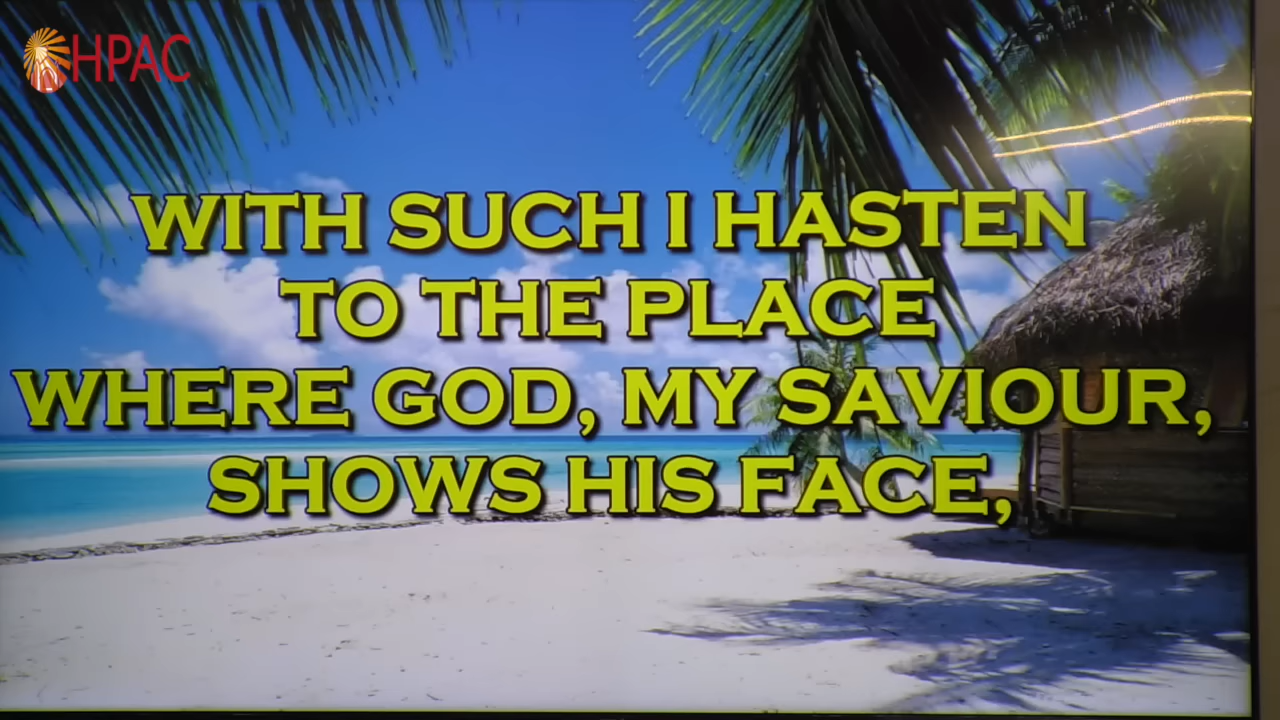 HPAC
WITH SUCH I HASTEN
TO THE PLACE
WHERE GOD, MY SAVIOUR,
SHOWS HIS FACE,